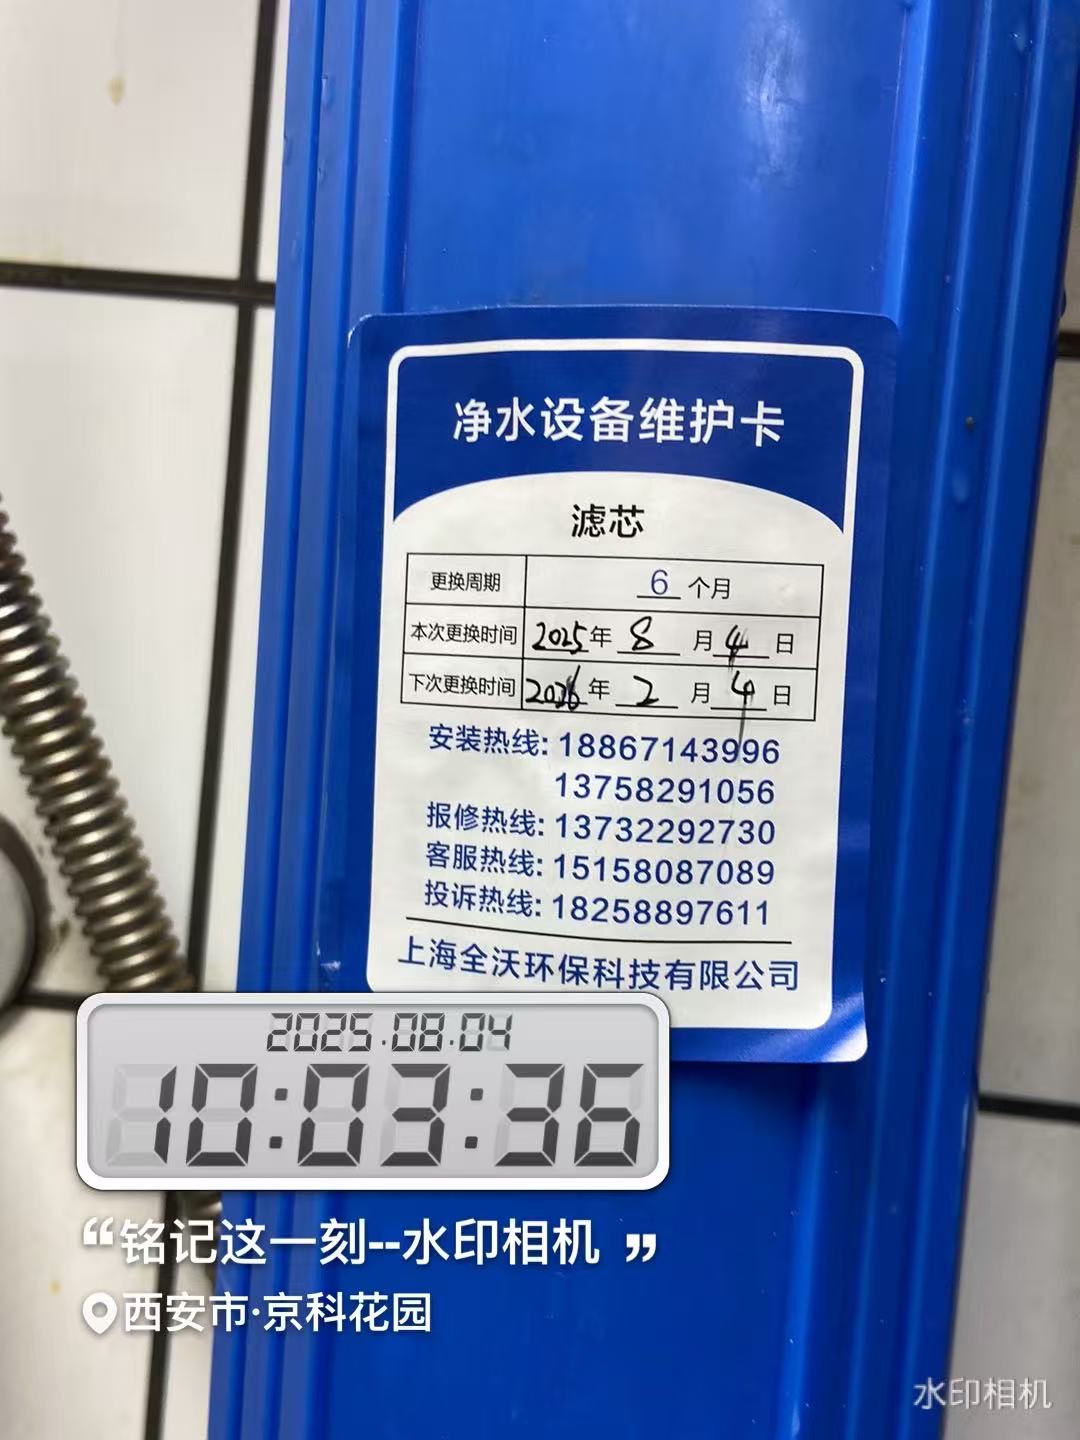 净水设备维护卡
滤芯
更换周期 6 个月
本次更换时间 2025年 8 月 4 日
下次更换时间 2026年 2 月 4 日
安装热线: 18867143996
13758291056
报修热线: 13732292730
客服热线: 15158087089
投诉热线: 18258897611
上海全沃环保科技有限公司
2025.08.04
10:03:36
“铭记这一刻--水印相机 ”
西安市·京科花园
水印相机